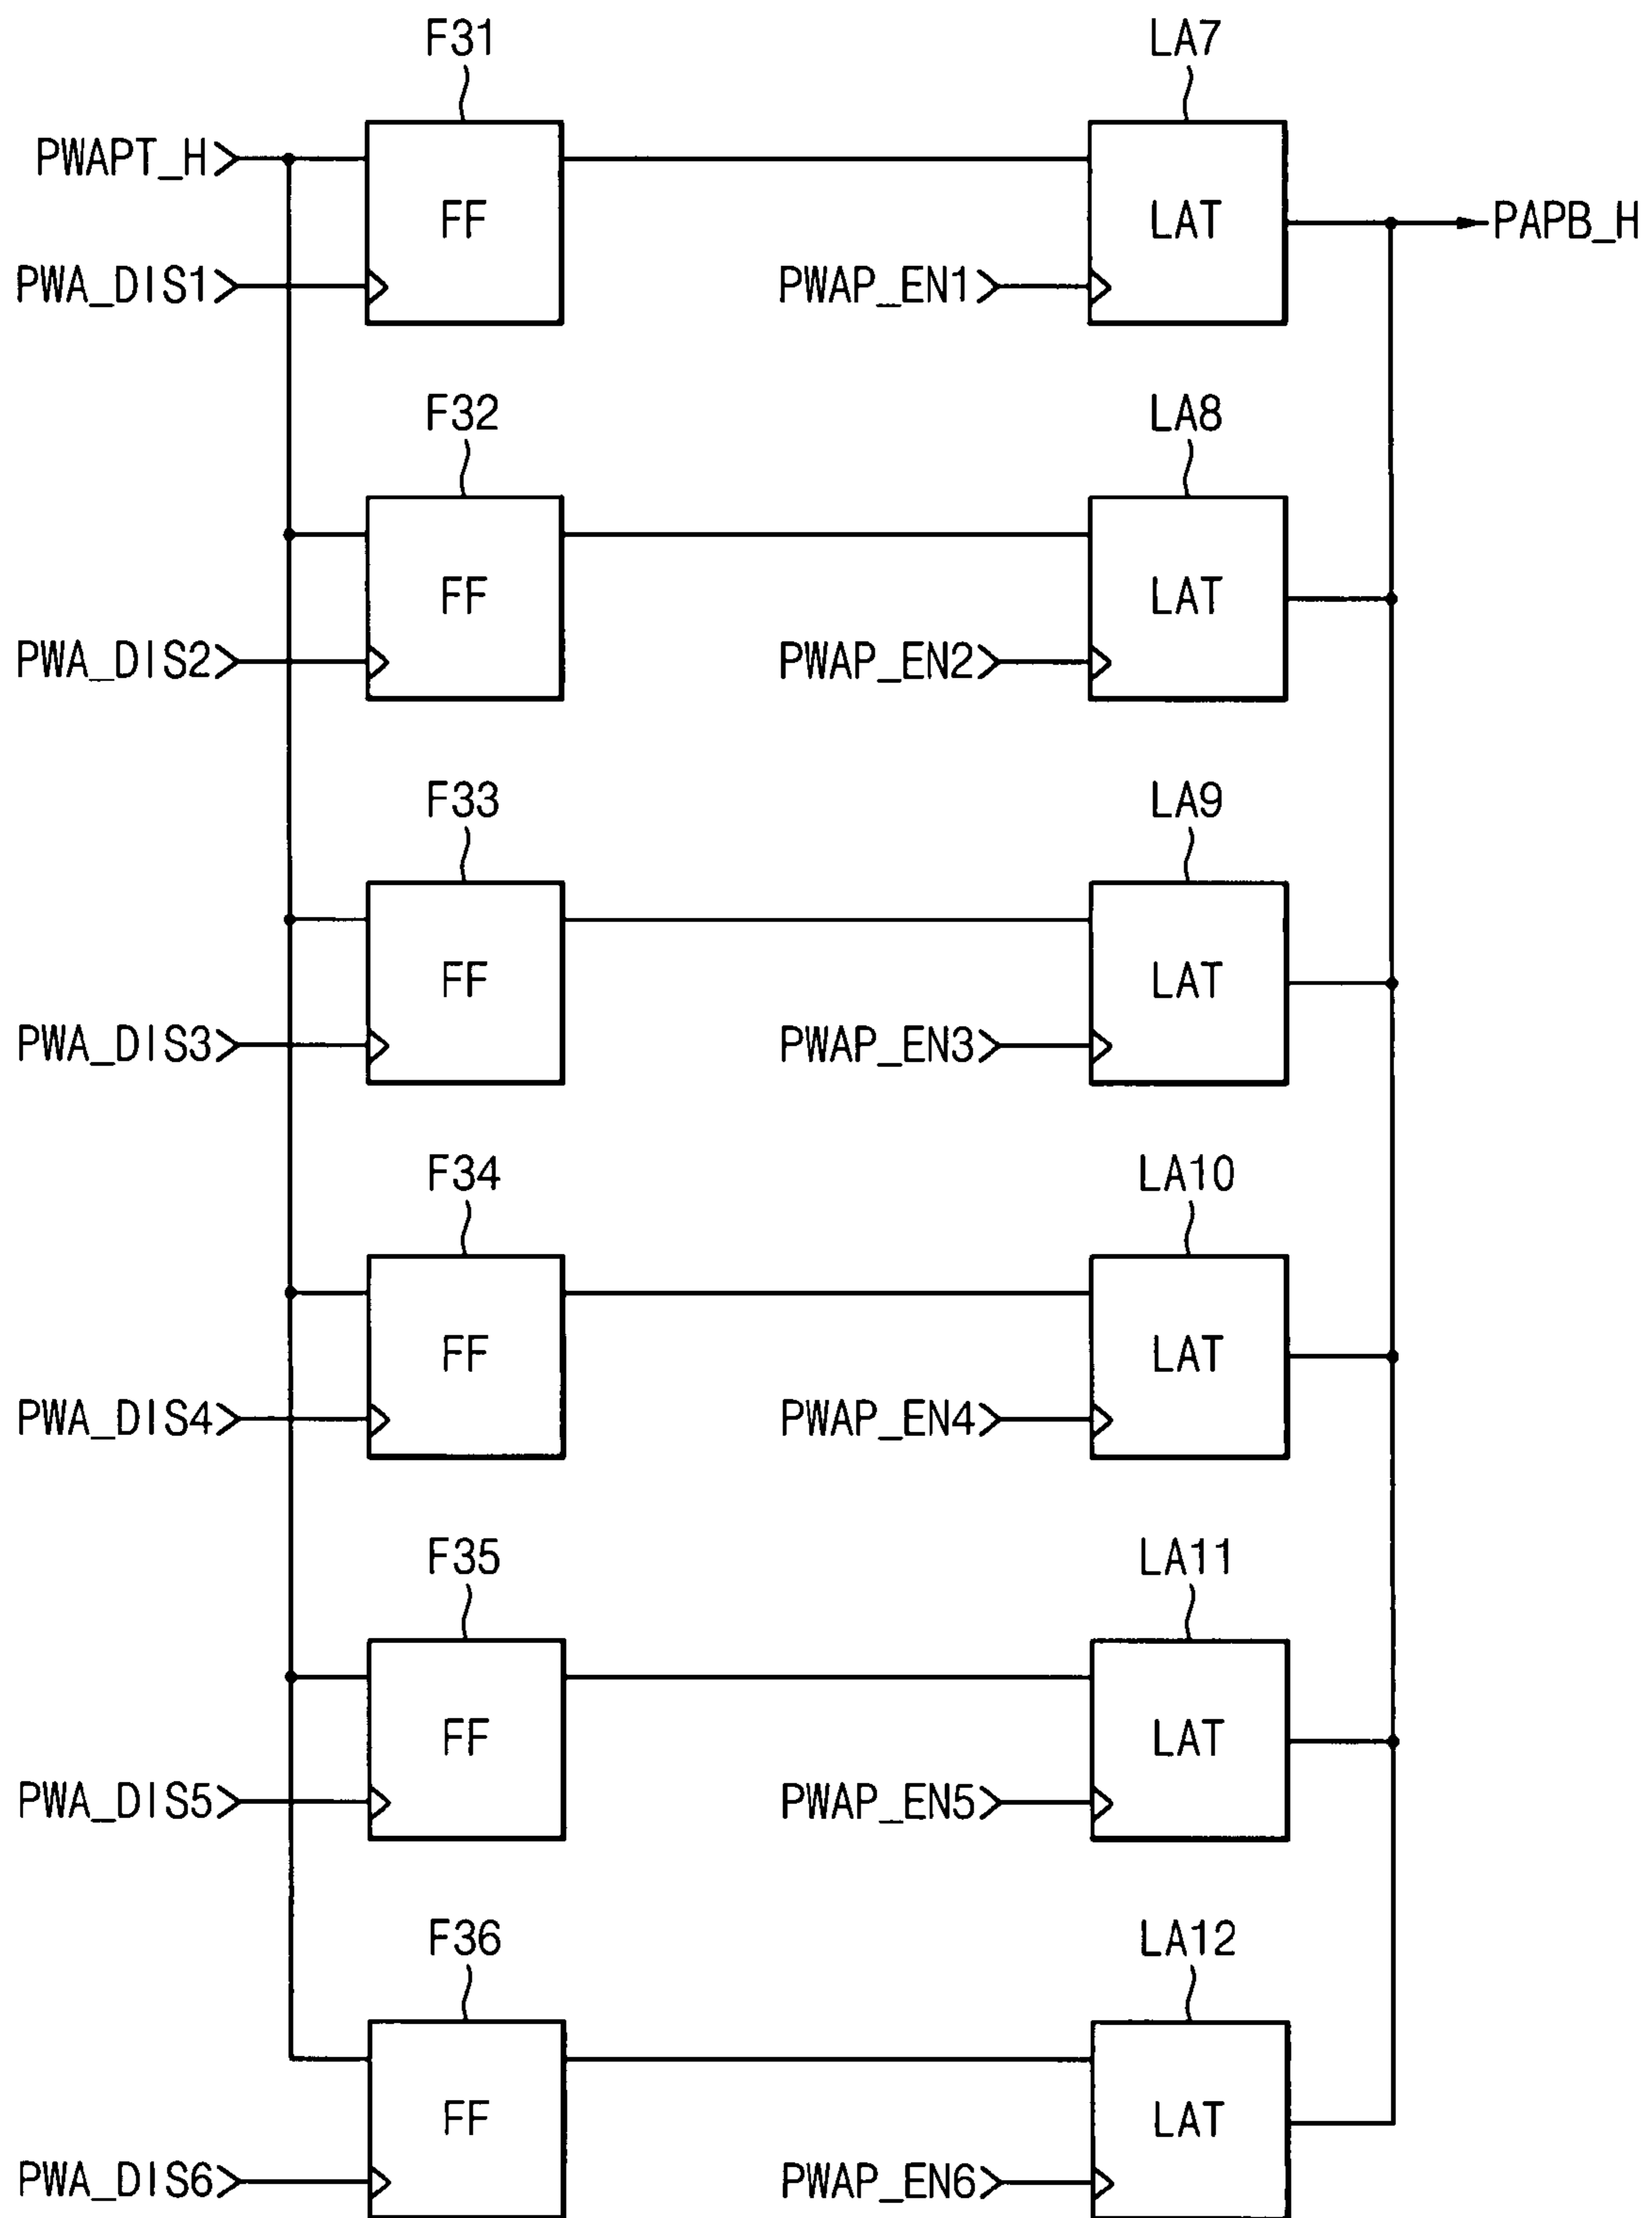 F31 LA7
PWAPT_H
FF LAT PAPB_H
PWA_DIS1 PWAP_EN1
F32 LA8
FF LAT
PWA_DIS2 PWAP_EN2
F33 LA9
FF LAT
PWA_DIS3 PWAP_EN3
F34 LA10
FF LAT
PWA_DIS4 PWAP_EN4
F35 LA11
FF LAT
PWA_DIS5 PWAP_EN5
F36 LA12
FF LAT
PWA_DIS6 PWAP_EN6